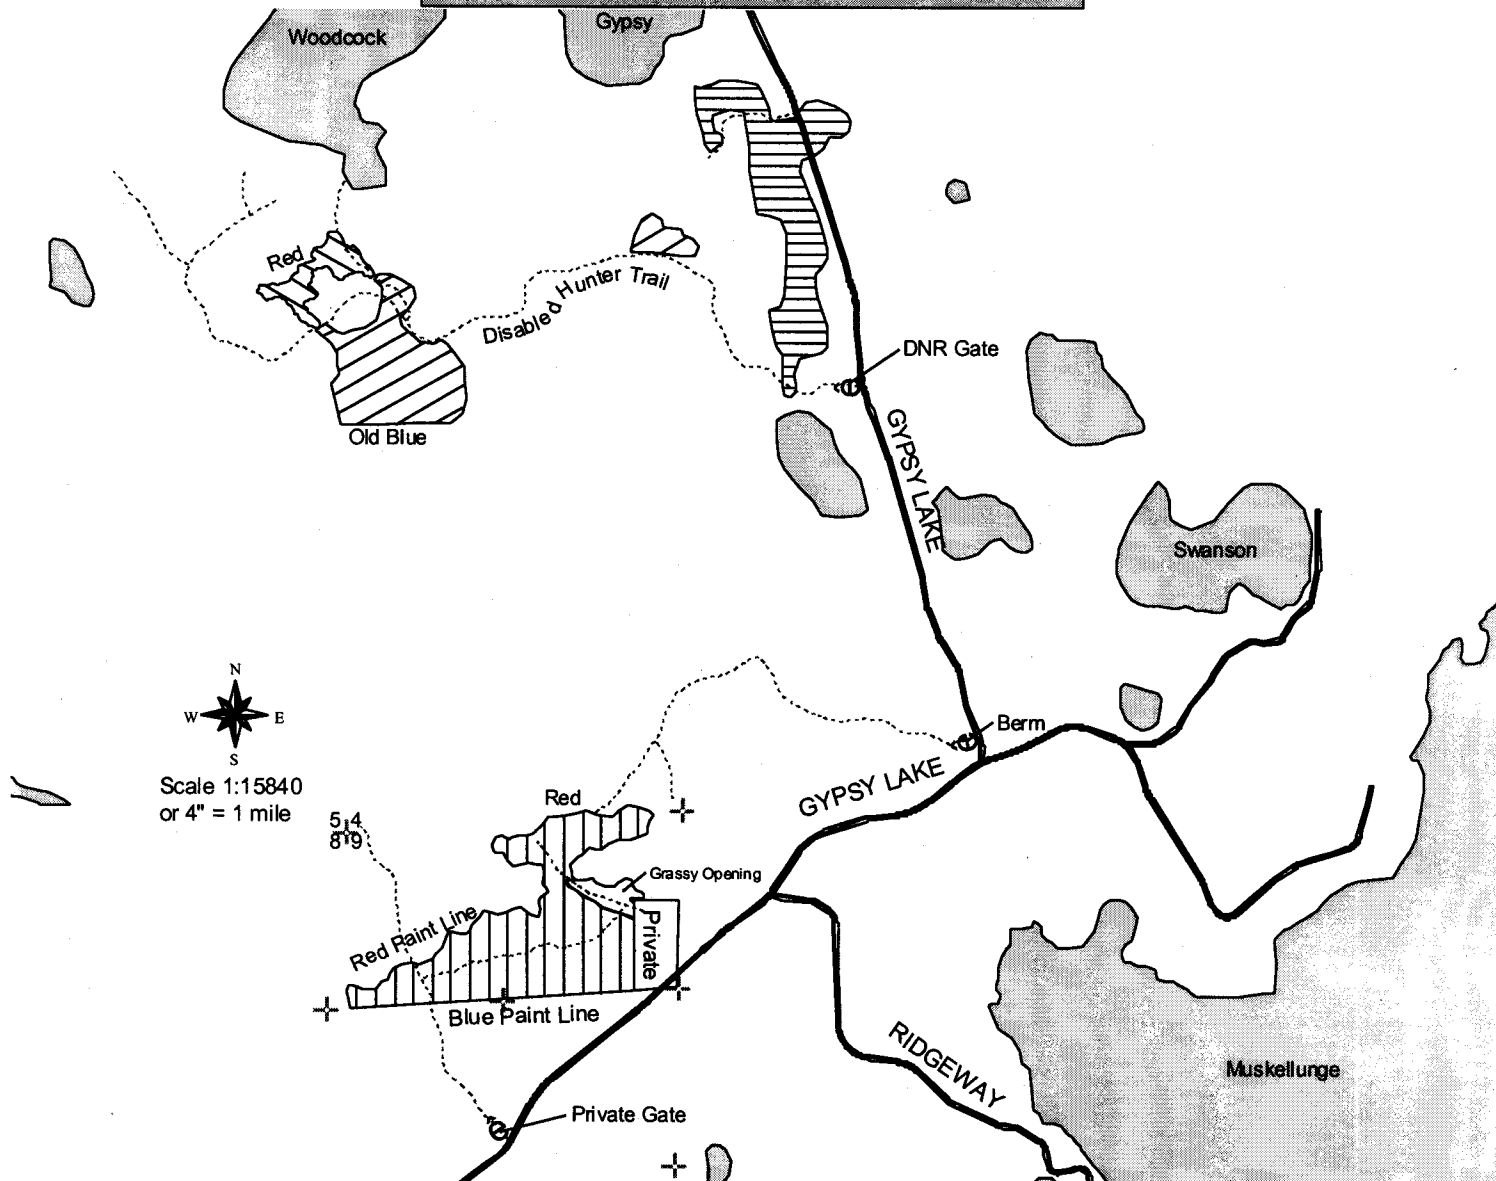 Woodcock
Gypsy
Red
Disabled Hunter Trail
DNR Gate
Old Blue
GYPSY LAKE
Swanson
N
W E
S
Berm
Scale 1:15840
or 4" = 1 mile
GYPSY LAKE
Red
5 4
8 9
Grassy Opening
Red Paint Line
Private
Blue Paint Line
RIDGEWAY
Muskellunge
Private Gate